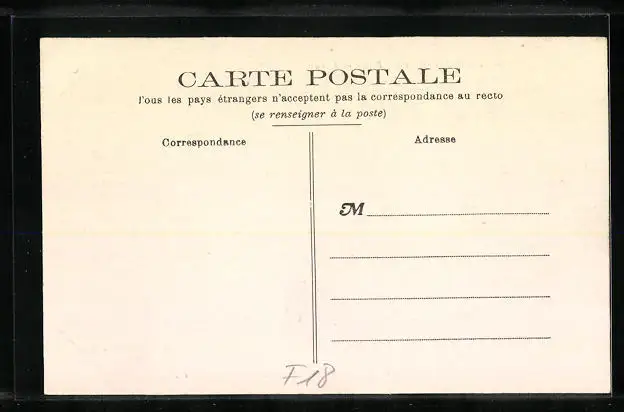 CARTE POSTALE
Tous les pays étrangers n'acceptent pas la correspondance au recto
(se renseigner à la poste)
Correspondance
Adresse
M
F18